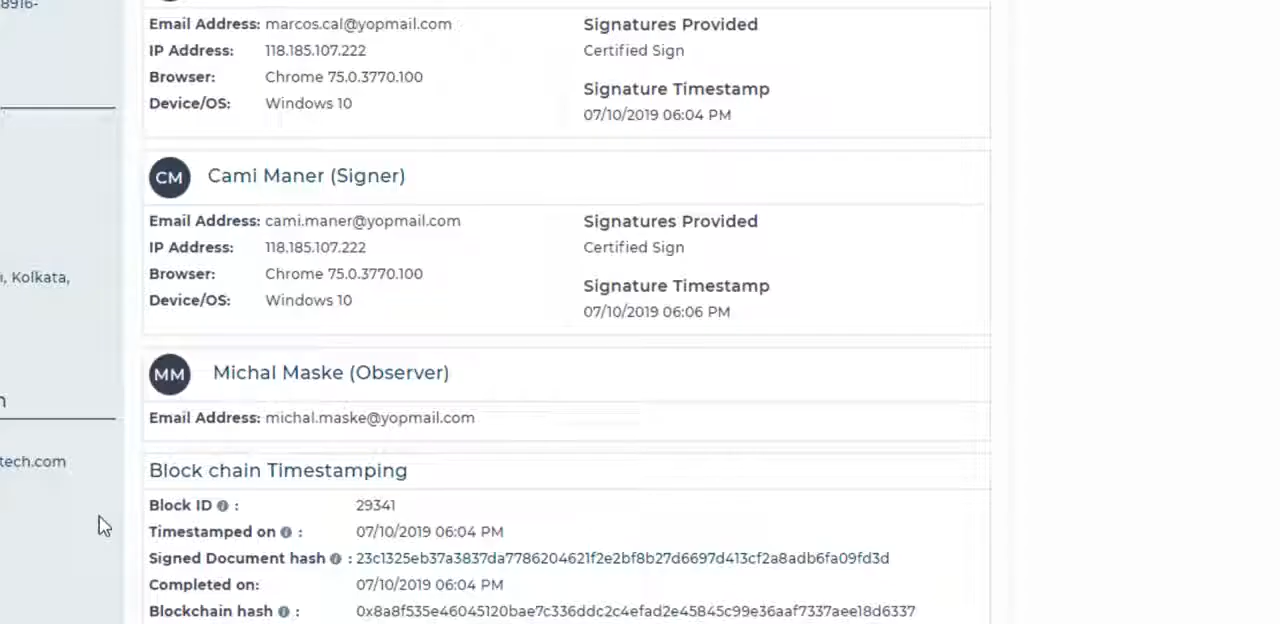 8916-
Email Address: marcos.cal@yopmail.com
IP Address: 118.185.107.222
Browser: Chrome 75.0.3770.100
Device/OS: Windows 10
Signatures Provided
Certified Sign
Signature Timestamp
07/10/2019 06:04 PM
CM Cami Maner (Signer)
Email Address: cami.maner@yopmail.com
IP Address: 118.185.107.222
Browser: Chrome 75.0.3770.100
Device/OS: Windows 10
Signatures Provided
Certified Sign
Signature Timestamp
07/10/2019 06:06 PM
, Kolkata,
MM Michal Maske (Observer)
Email Address: michal.maske@yopmail.com
tech.com
Block chain Timestamping
Block ID : 29341
Timestamped on : 07/10/2019 06:04 PM
Signed Document hash : 23c1325eb37a3837da7786204621f2e2bf8b27d6697d413cf2a8adb6fa09fd3d
Completed on: 07/10/2019 06:04 PM
Blockchain hash : 0x8a8f535e46045120bae7c336ddc2c4efad2e45845c99e36aaf7337aee18d6337